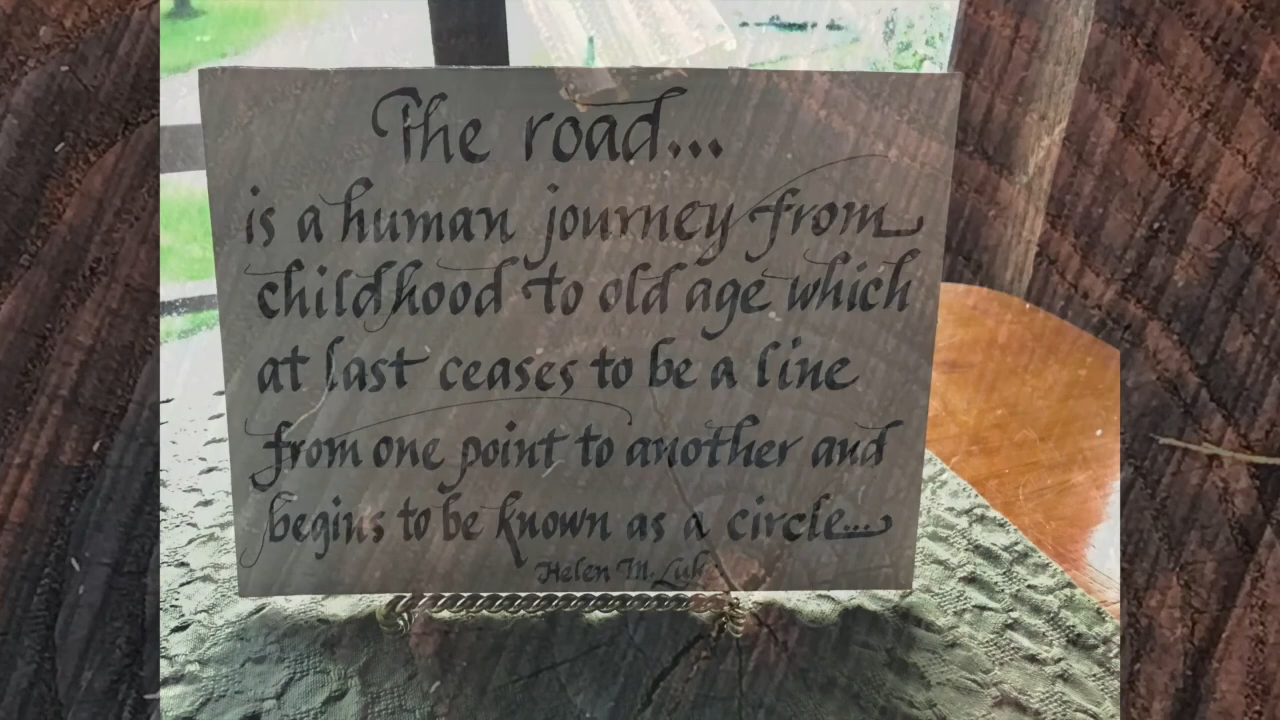 The road...
is a human journey from
childhood to old age which
at last ceases to be a line
from one point to another and
begins to be known as a circle...
Helen M.